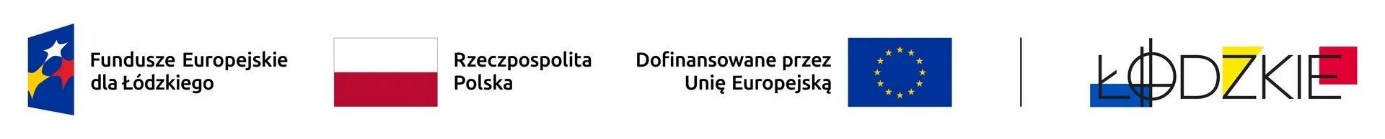 Fundusze Europejskie
dla Łódzkiego
Rzeczpospolita
Polska
Dofinansowane przez
Unię Europejską
ŁÓDZKIE